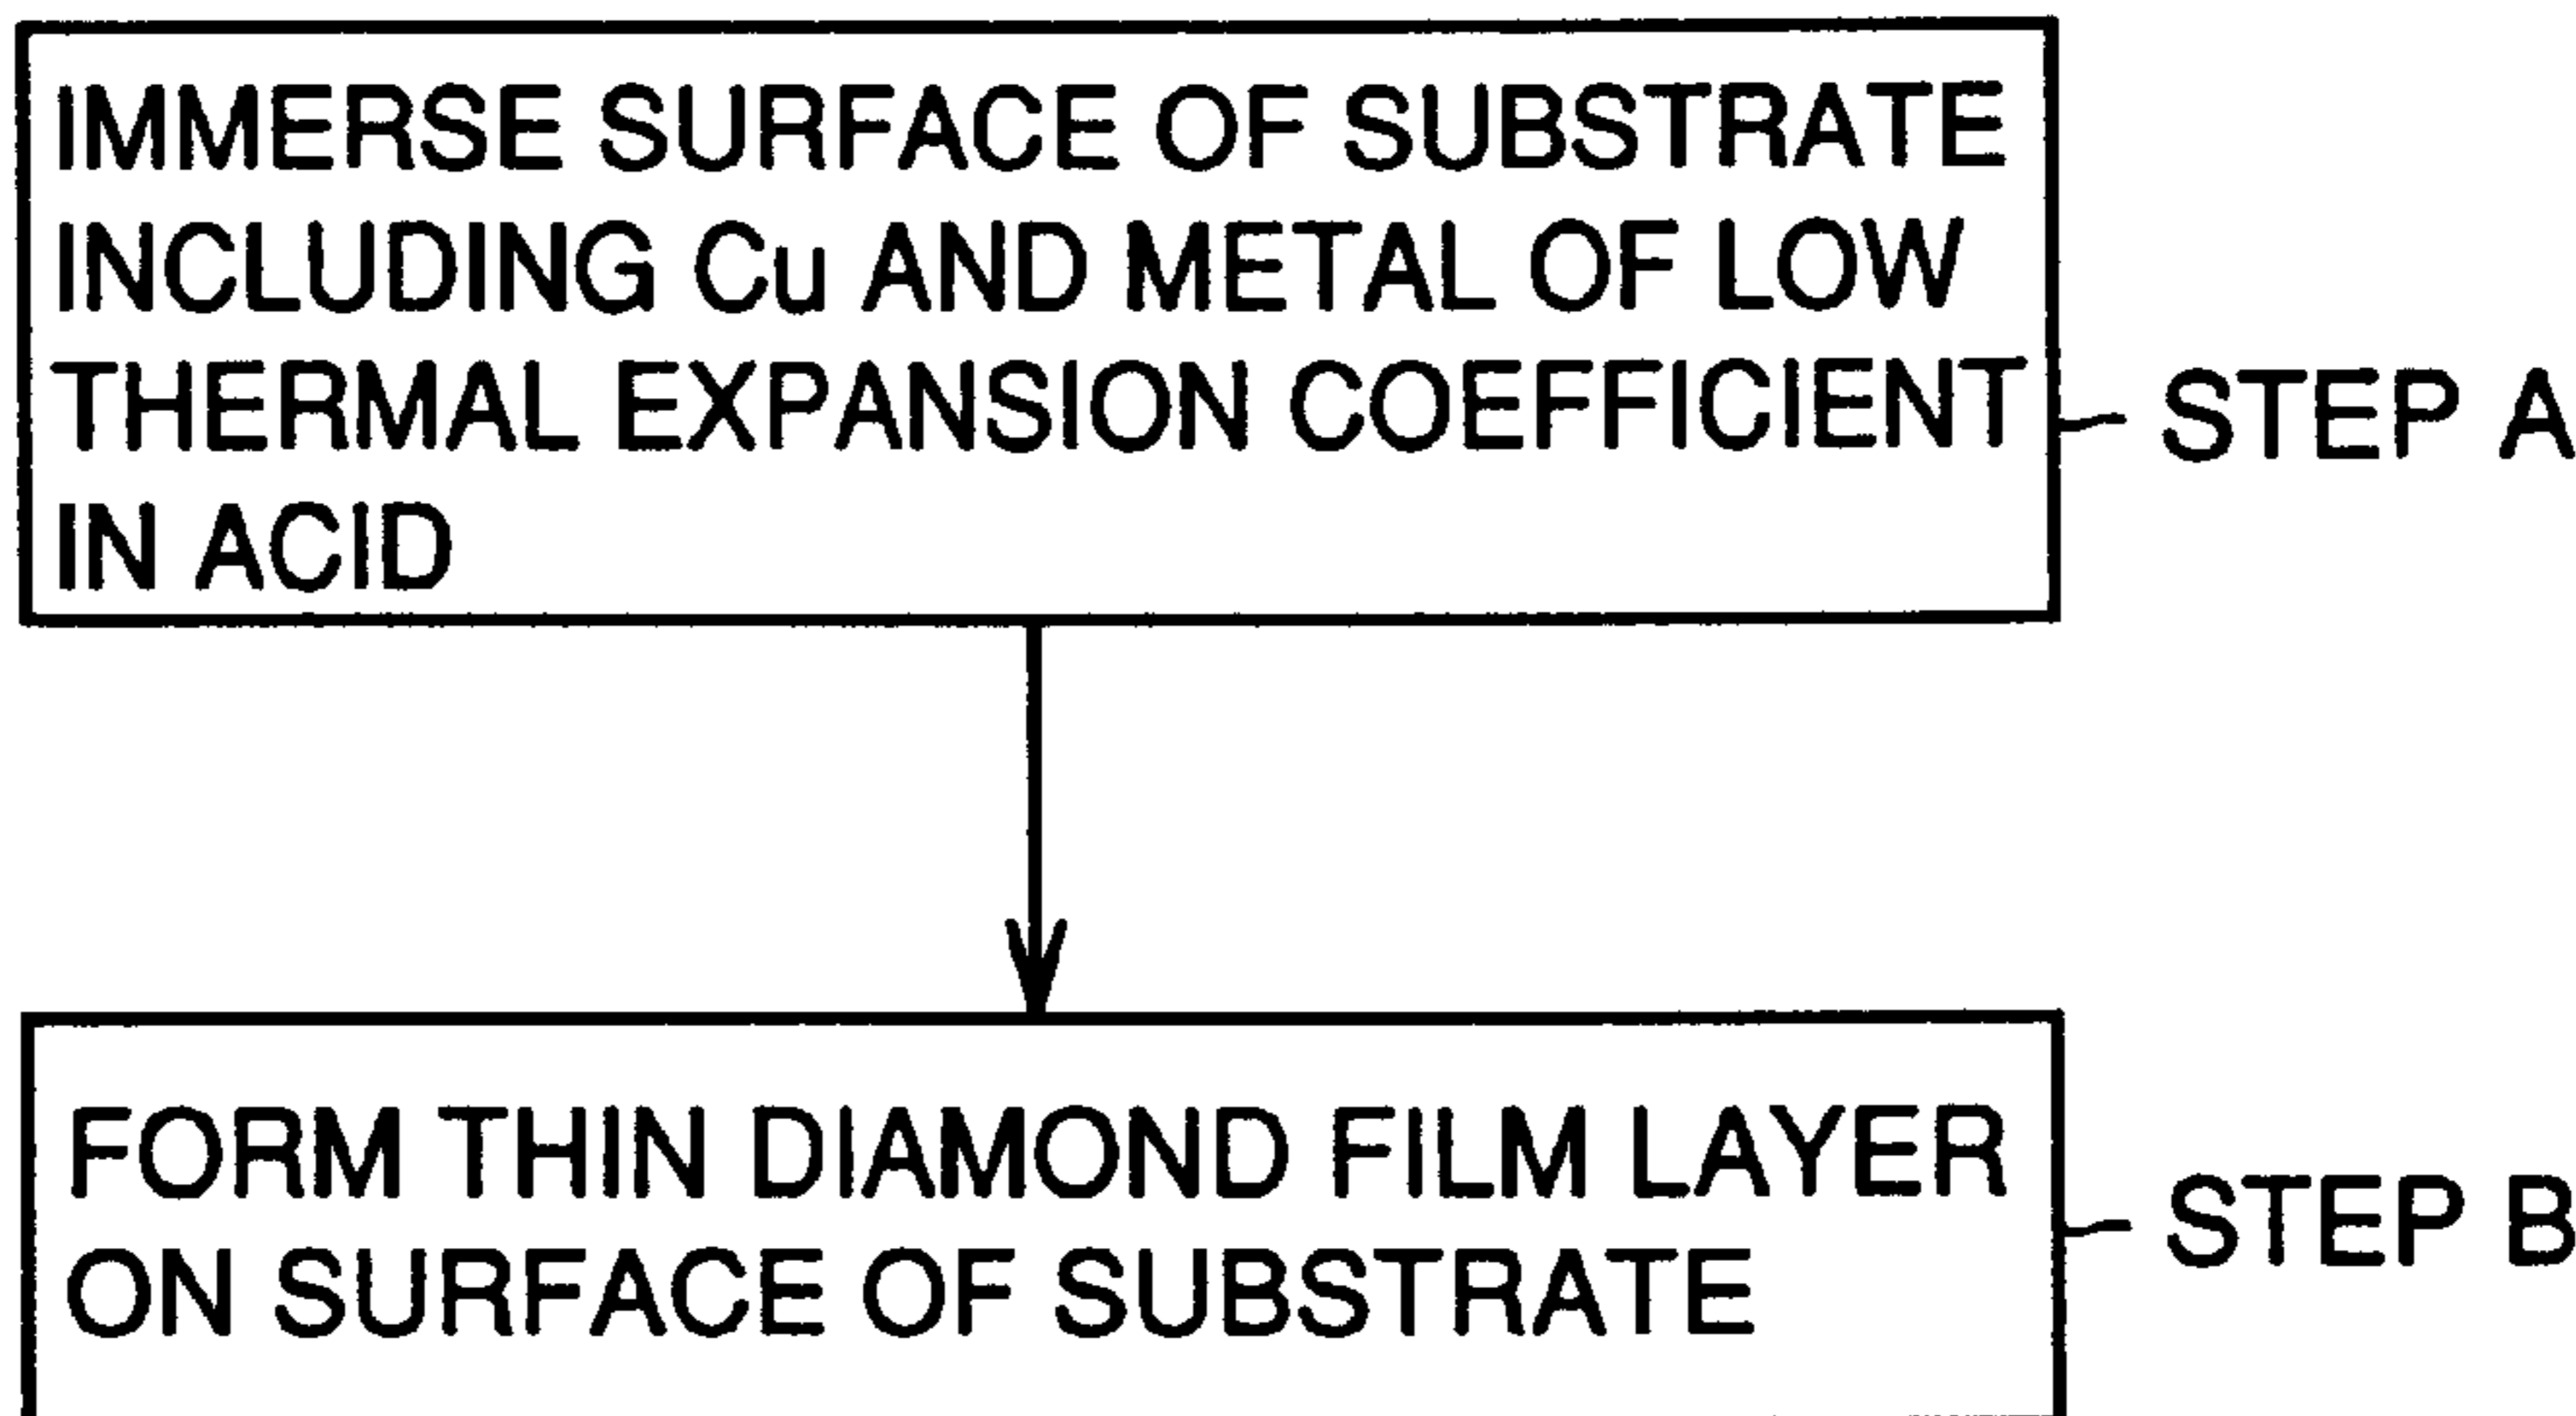 IMMERSE SURFACE OF SUBSTRATE
INCLUDING Cu AND METAL OF LOW
THERMAL EXPANSION COEFFICIENT
IN ACID
STEP A
FORM THIN DIAMOND FILM LAYER
ON SURFACE OF SUBSTRATE
STEP B